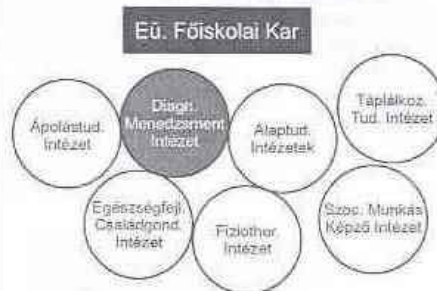 Eü. Főiskolai Kar
Ápolástud.
Intézet
Diagn.
Menedzsment
Intézet
Alaptud.
Intézetek
Táplálkoz.
Tud. Intézet
Egészségfejl.
Családgond.
Intézet
Fiziother.
Intézet
Szoc. Munkás
Képző Intézet